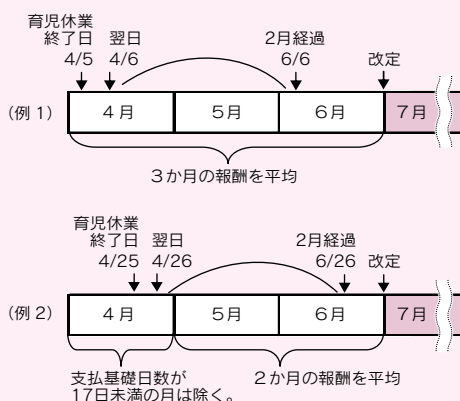 育児休業
終了日 翌日 2月経過 改定
4/5 4/6 6/6
(例1) 4月 5月 6月 7月
3か月の報酬を平均
育児休業
終了日 翌日 2月経過 改定
4/25 4/26 6/26
(例2) 4月 5月 6月 7月
支払基礎日数が 2か月の報酬を平均
17日未満の月は除く。